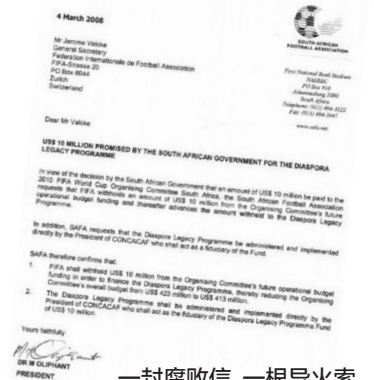 4 March 2008
SOUTH AFRICAN
FOOTBALL ASSOCIATION
Mr Jerome Valcke
General Secretary
Federation Internationale de Football Association
FIFA-Strasse 20
PO Box 8044
Zurich
Switzerland
First National Bank Stadium
NASREC
PO Box 910
Johannesburg 2000
South Africa
Telephone: (011) 494-3522
Fax: (011) 494-3447
www.safa.net
Dear Mr Valcke
US$ 10 MILLION PROMISED BY THE SOUTH AFRICAN GOVERNMENT FOR THE DIASPORA
LEGACY PROGRAMME
In view of the decision by the South African Government that an amount of US$ 10 million be paid to the
2010 FIFA World Cup Organising Committee South Africa, the South African Football Association
requests that FIFA withholds an amount of US$ 10 million from the Organising Committee's future
operational budget funding and thereafter advances the amount withheld to the Diaspora Legacy
Programme.
In addition, SAFA requests that the Diaspora Legacy Programme be administered and implemented
directly by the President of CONCACAF who shall act as a fiduciary of the Fund.
SAFA therefore confirms that:
1. FIFA shall withhold US$ 10 million from the Organising Committee's future operational budget
funding in order to finance the Diaspora Legacy Programme, thereby reducing the Organising
Committee's overall budget from US$ 423 million to US$ 413 million.
2. The Diaspora Legacy Programme shall be administered and implemented directly by the
President of CONCACAF who shall act as the fiduciary of the Diaspora Legacy Programme Fund
of US$ 10 million.
Yours faithfully
DR M OLIPHANT
PRESIDENT
一封腐败信 一根导火索